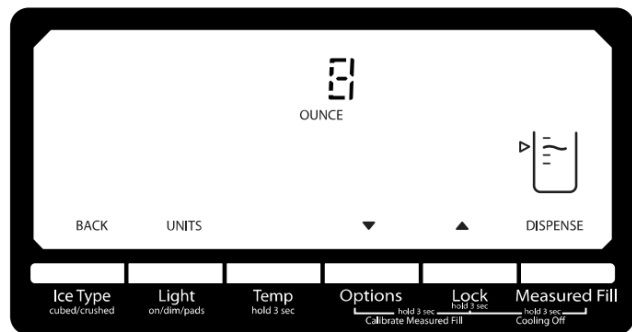 8
OUNCE
BACK UNITS DISPENSE
Ice Type Light Temp Options Lock Measured Fill
cubed/crushed on/dim/pads hold 3 sec hold 3 sec hold 3 sec hold 3 sec
Calibrate Measured Fill Cooling Off